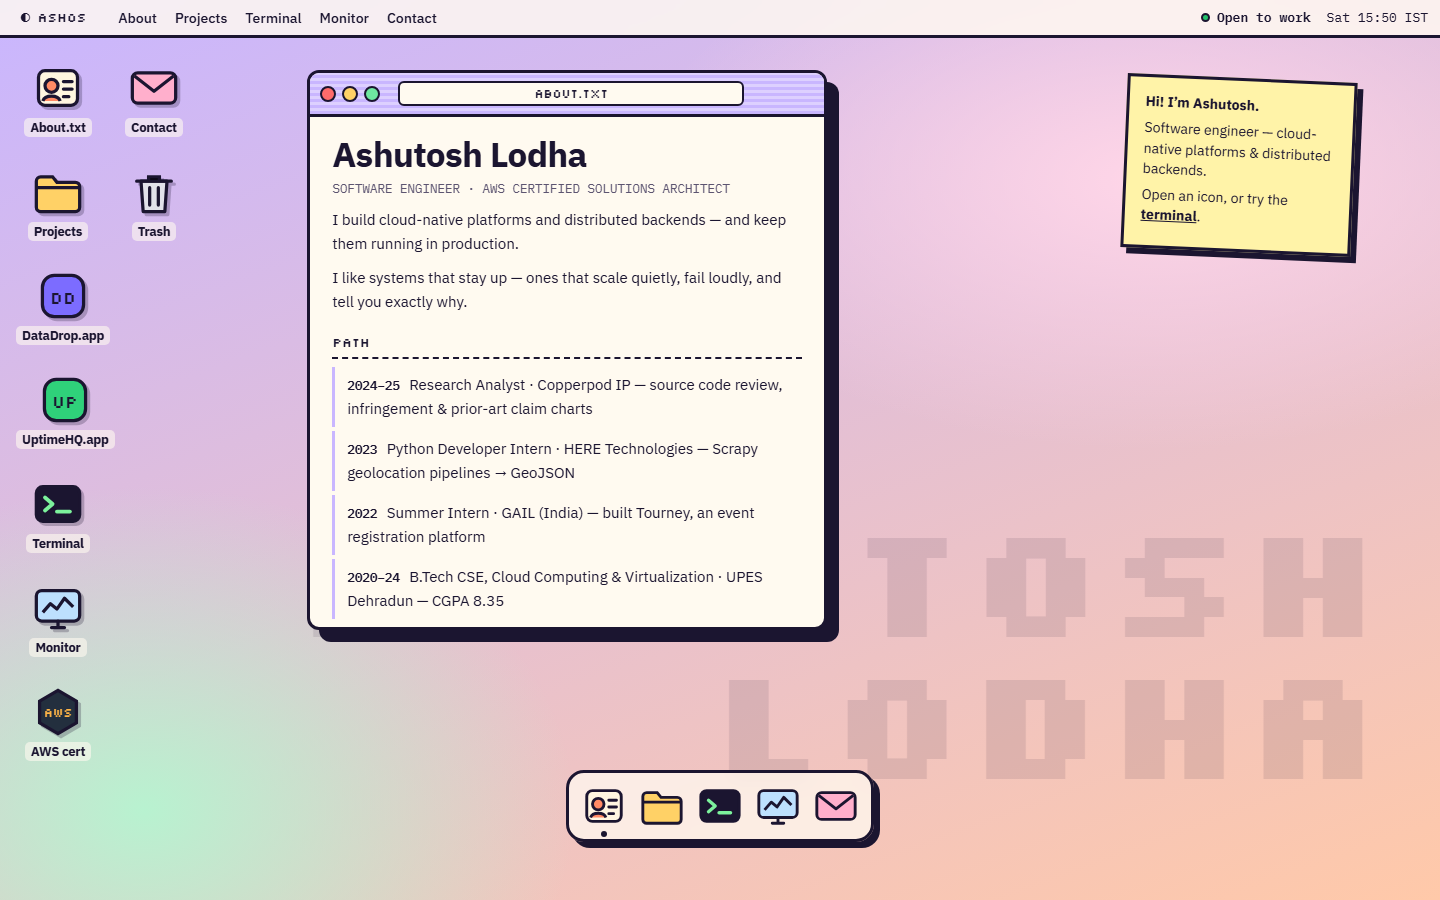 ASHOS About Projects Terminal Monitor Contact Open to work Sat 15:50 IST
About.txt
Contact
Projects
Trash
DD
DataDrop.app
UP
UptimeHQ.app
Terminal
Monitor
AWS
AWS cert
ABOUT.TXT
Ashutosh Lodha
SOFTWARE ENGINEER · AWS CERTIFIED SOLUTIONS ARCHITECT
I build cloud-native platforms and distributed backends — and keep
them running in production.
I like systems that stay up — ones that scale quietly, fail loudly, and
tell you exactly why.
PATH
2024–25 Research Analyst · Copperpod IP — source code review,
infringement & prior-art claim charts
2023 Python Developer Intern · HERE Technologies — Scrapy
geolocation pipelines → GeoJSON
2022 Summer Intern · GAIL (India) — built Tourney, an event
registration platform
2020–24 B.Tech CSE, Cloud Computing & Virtualization · UPES
Dehradun — CGPA 8.35
Hi! I'm Ashutosh.
Software engineer — cloud-
native platforms & distributed
backends.
Open an icon, or try the
terminal.
TOSH
LODHA